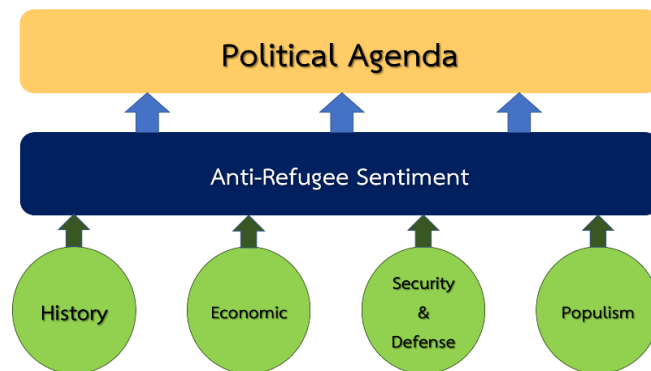 Political Agenda
Anti-Refugee Sentiment
History
Economic
Security
&
Defense
Populism